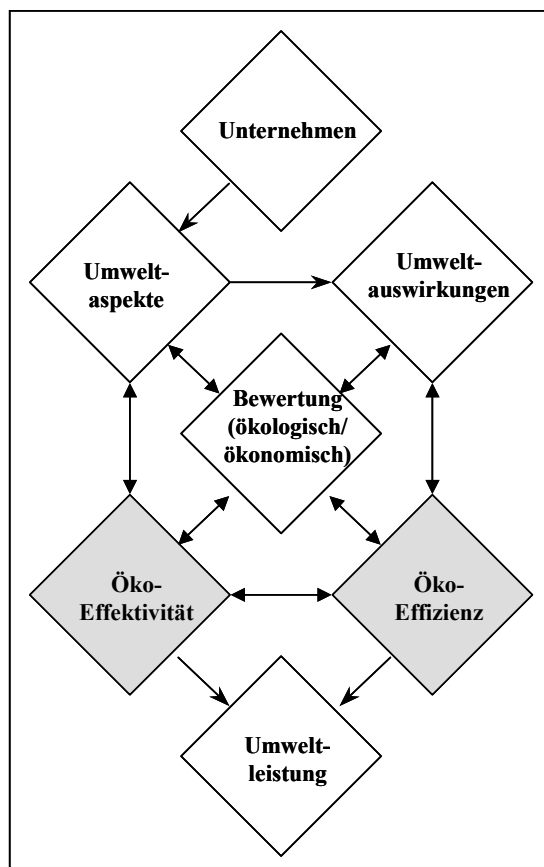 Unternehmen
Umwelt-
aspekte
Umwelt-
auswirkungen
Bewertung
(ökologisch/
ökonomisch)
Öko-
Effektivität
Öko-
Effizienz
Umwelt-
leistung